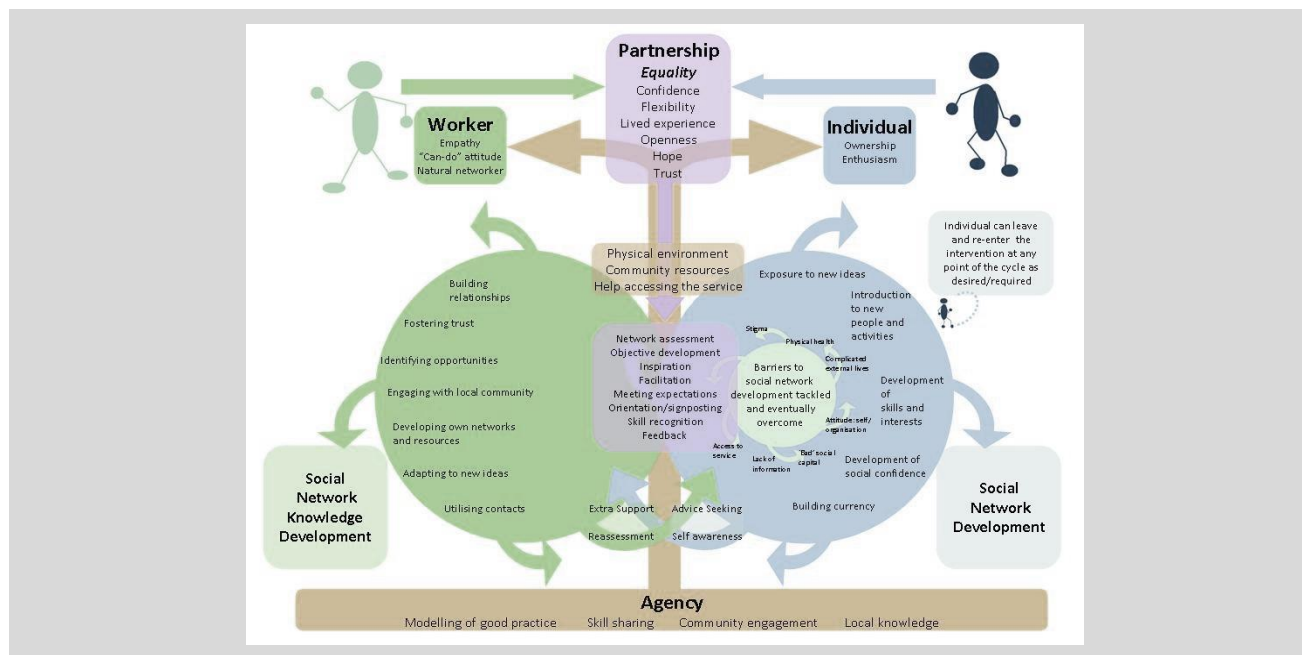 Partnership
Equality
Confidence
Flexibility
Lived experience
Openness
Hope
Trust
Worker
Empathy
"Can-do" attitude
Natural networker
Individual
Ownership
Enthusiasm
Individual can leave
and re-enter the
intervention at any
point of the cycle as
desired/required
Physical environment
Community resources
Help accessing the service
Building
relationships
Fostering trust
Identifying opportunities
Engaging with local community
Developing own networks
and resources
Adapting to new ideas
Utilising contacts
Network assessment
Objective development
Inspiration
Facilitation
Meeting expectations
Orientation/signposting
Skill recognition
Feedback
Exposure to new ideas
Introduction
to new
people and
activities
Development
of
skills and
interests
Development of
social confidence
Building currency
Barriers to
social network
development tackled
and eventually
overcome
Stigma
Physical health
Complicated
external lives
Attitude: self/
organisation
'Bad' social
capital
Lack of
information
Access to
service
Extra Support
Reassessment
Advice Seeking
Self awareness
Social
Network
Knowledge
Development
Social
Network
Development
Agency
Modelling of good practice Skill sharing Community engagement Local knowledge